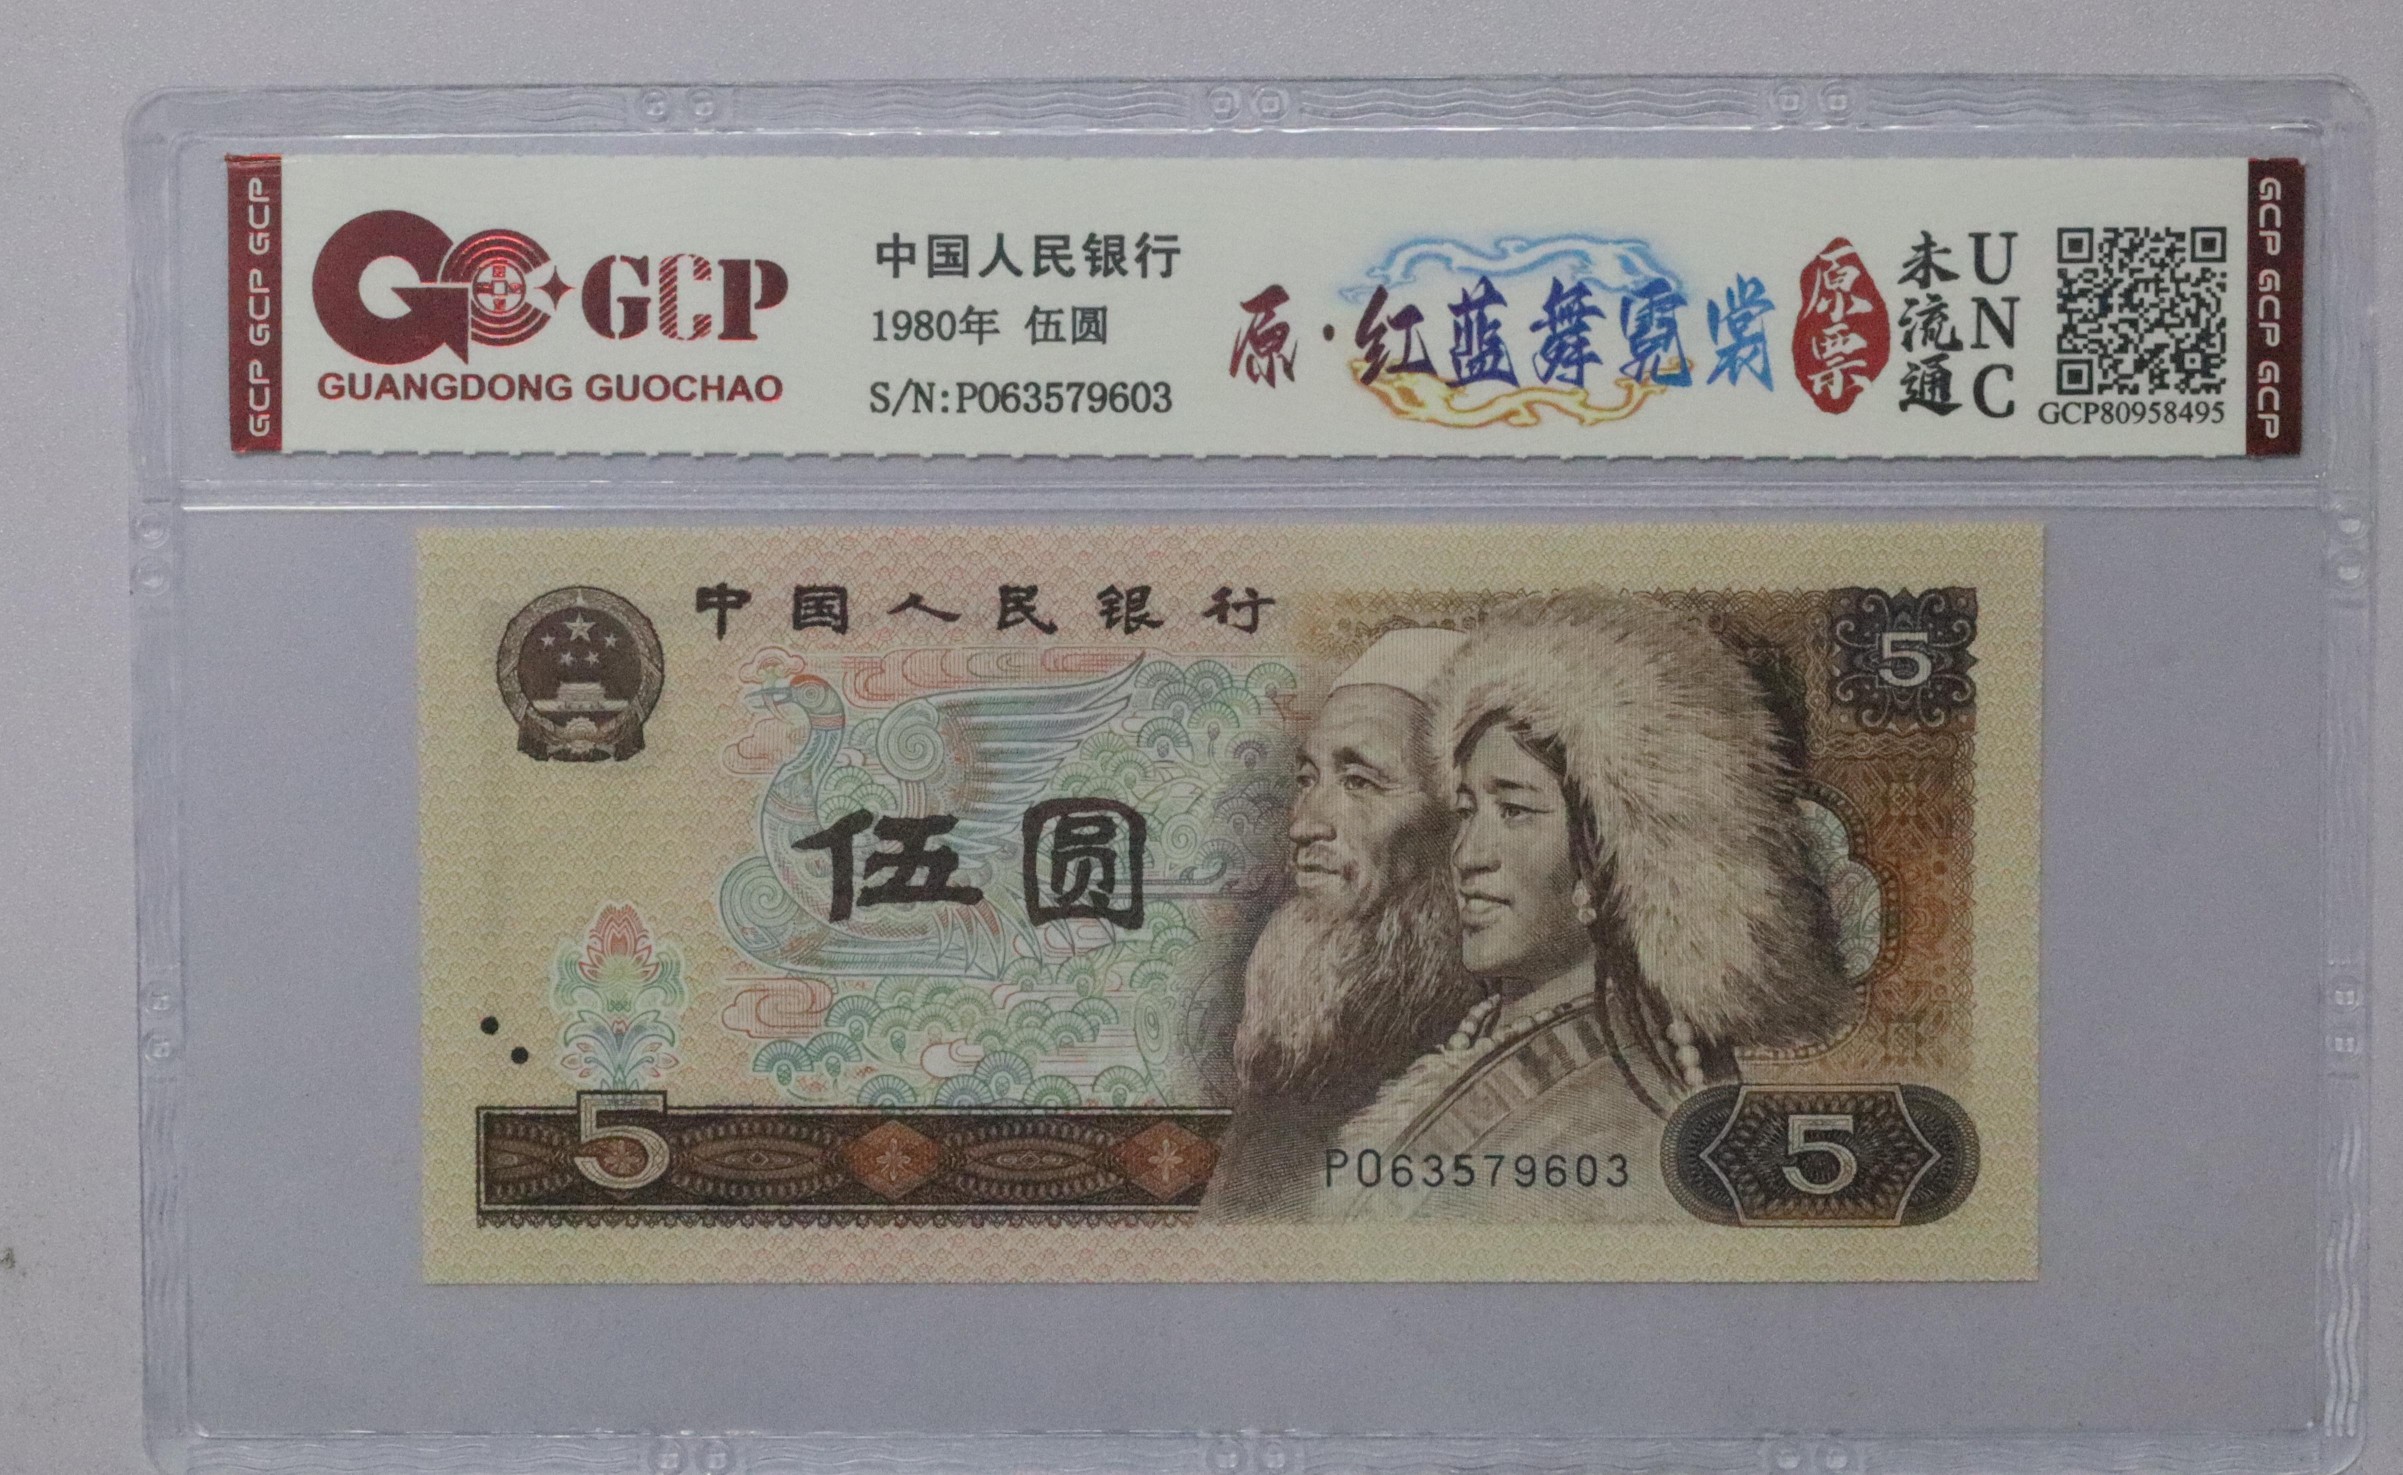 GCP GCP GCP
GCP
GUANGDONG GUOCHAO
中国人民银行
1980年 伍圆
S/N:PO63579603
原·红蓝舞霓裳
原票
未流通
UNC
GCP80958495
GCP GCP GCP
中国人民银行
5
伍圆
5
PO63579603
5